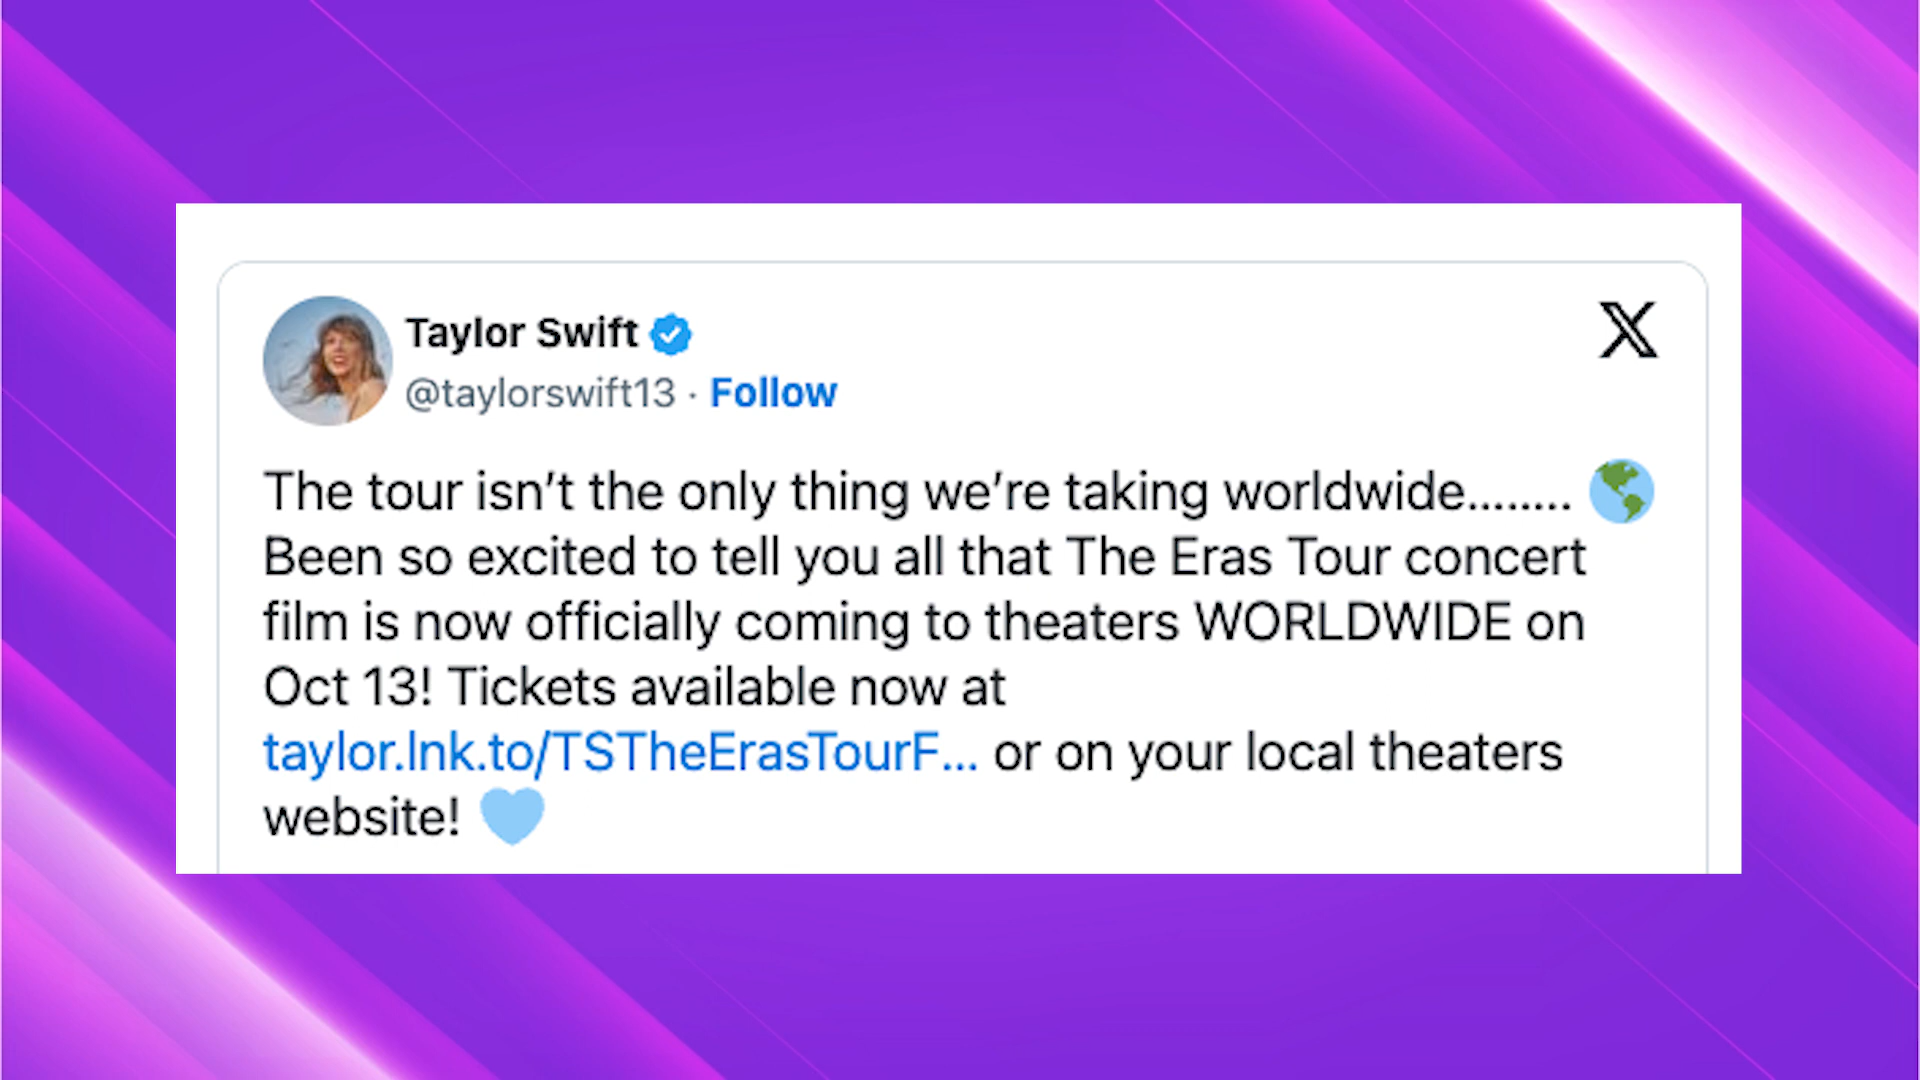 Taylor Swift
@taylorswift13 · Follow
The tour isn’t the only thing we’re taking worldwide........ 🌎
Been so excited to tell you all that The Eras Tour concert
film is now officially coming to theaters WORLDWIDE on
Oct 13! Tickets available now at
taylor.lnk.to/TSTheErasTourF… or on your local theaters
website! 🩵